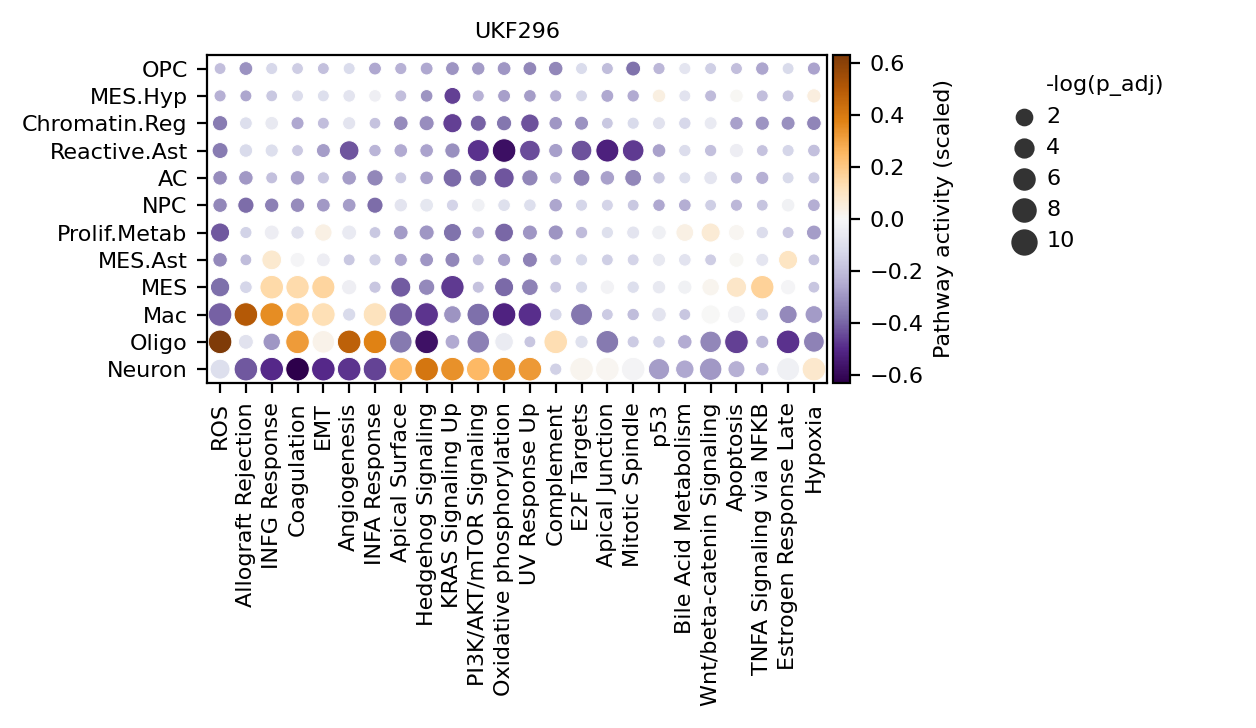 UKF296
OPC
MES.Hyp
Chromatin.Reg
Reactive.Ast
AC
NPC
Prolif.Metab
MES.Ast
MES
Mac
Oligo
Neuron
ROS
Allograft Rejection
INFG Response
Coagulation
EMT
Angiogenesis
INFA Response
Apical Surface
Hedgehog Signaling
KRAS Signaling Up
PI3K/AKT/mTOR Signaling
Oxidative phosphorylation
UV Response Up
Complement
E2F Targets
Apical Junction
Mitotic Spindle
p53
Bile Acid Metabolism
Wnt/beta-catenin Signaling
Apoptosis
TNFA Signaling via NFKB
Estrogen Response Late
Hypoxia
0.6
0.4
0.2
0.0
−0.2
−0.4
−0.6
Pathway activity (scaled)
-log(p_adj)
2
4
6
8
10